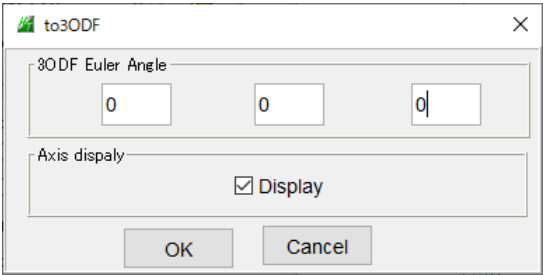 to3ODF
3ODF Euler Angle
0 0 0
Axis dispaly
Display
OK Cancel